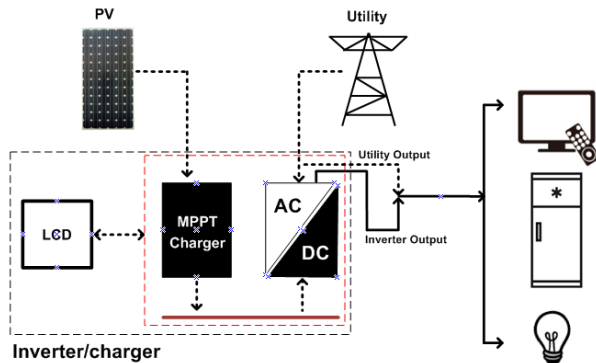 PV
Utility
Utility Output
AC
MPPT
Charger
LCD
DC
Inverter Output
Inverter/charger